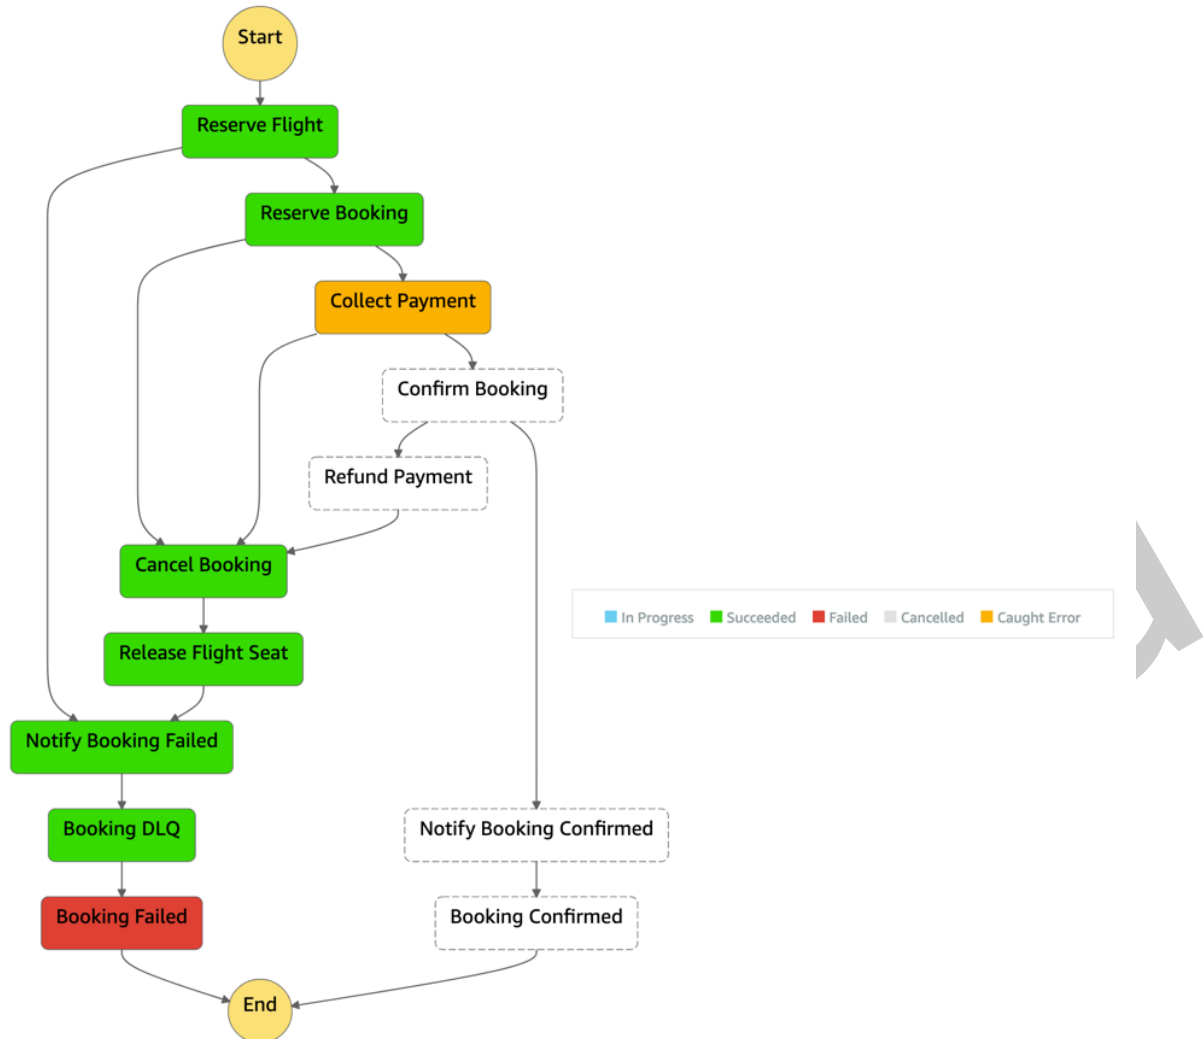 Start
Reserve Flight
Reserve Booking
Collect Payment
Confirm Booking
Refund Payment
Cancel Booking
In Progress Succeeded Failed Cancelled Caught Error
Release Flight Seat
Notify Booking Failed
Booking DLQ
Notify Booking Confirmed
Booking Failed
Booking Confirmed
End